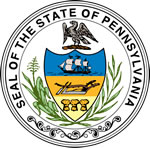 SEAL OF THE STATE OF PENNSYLVANIA